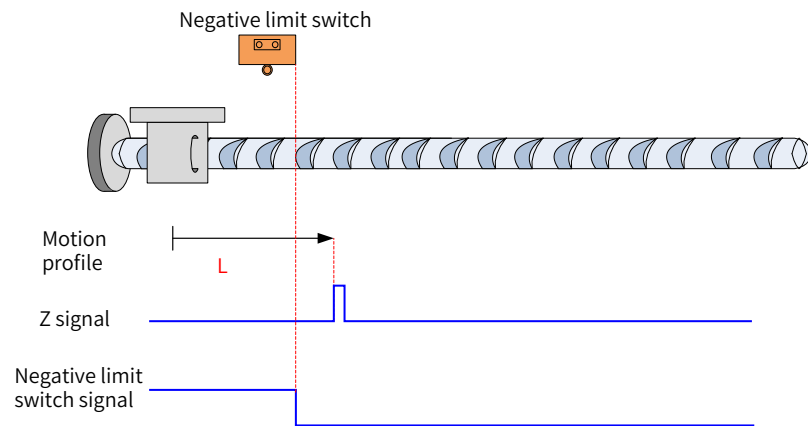 Negative limit switch
Motion
profile
L
Z signal
Negative limit
switch signal